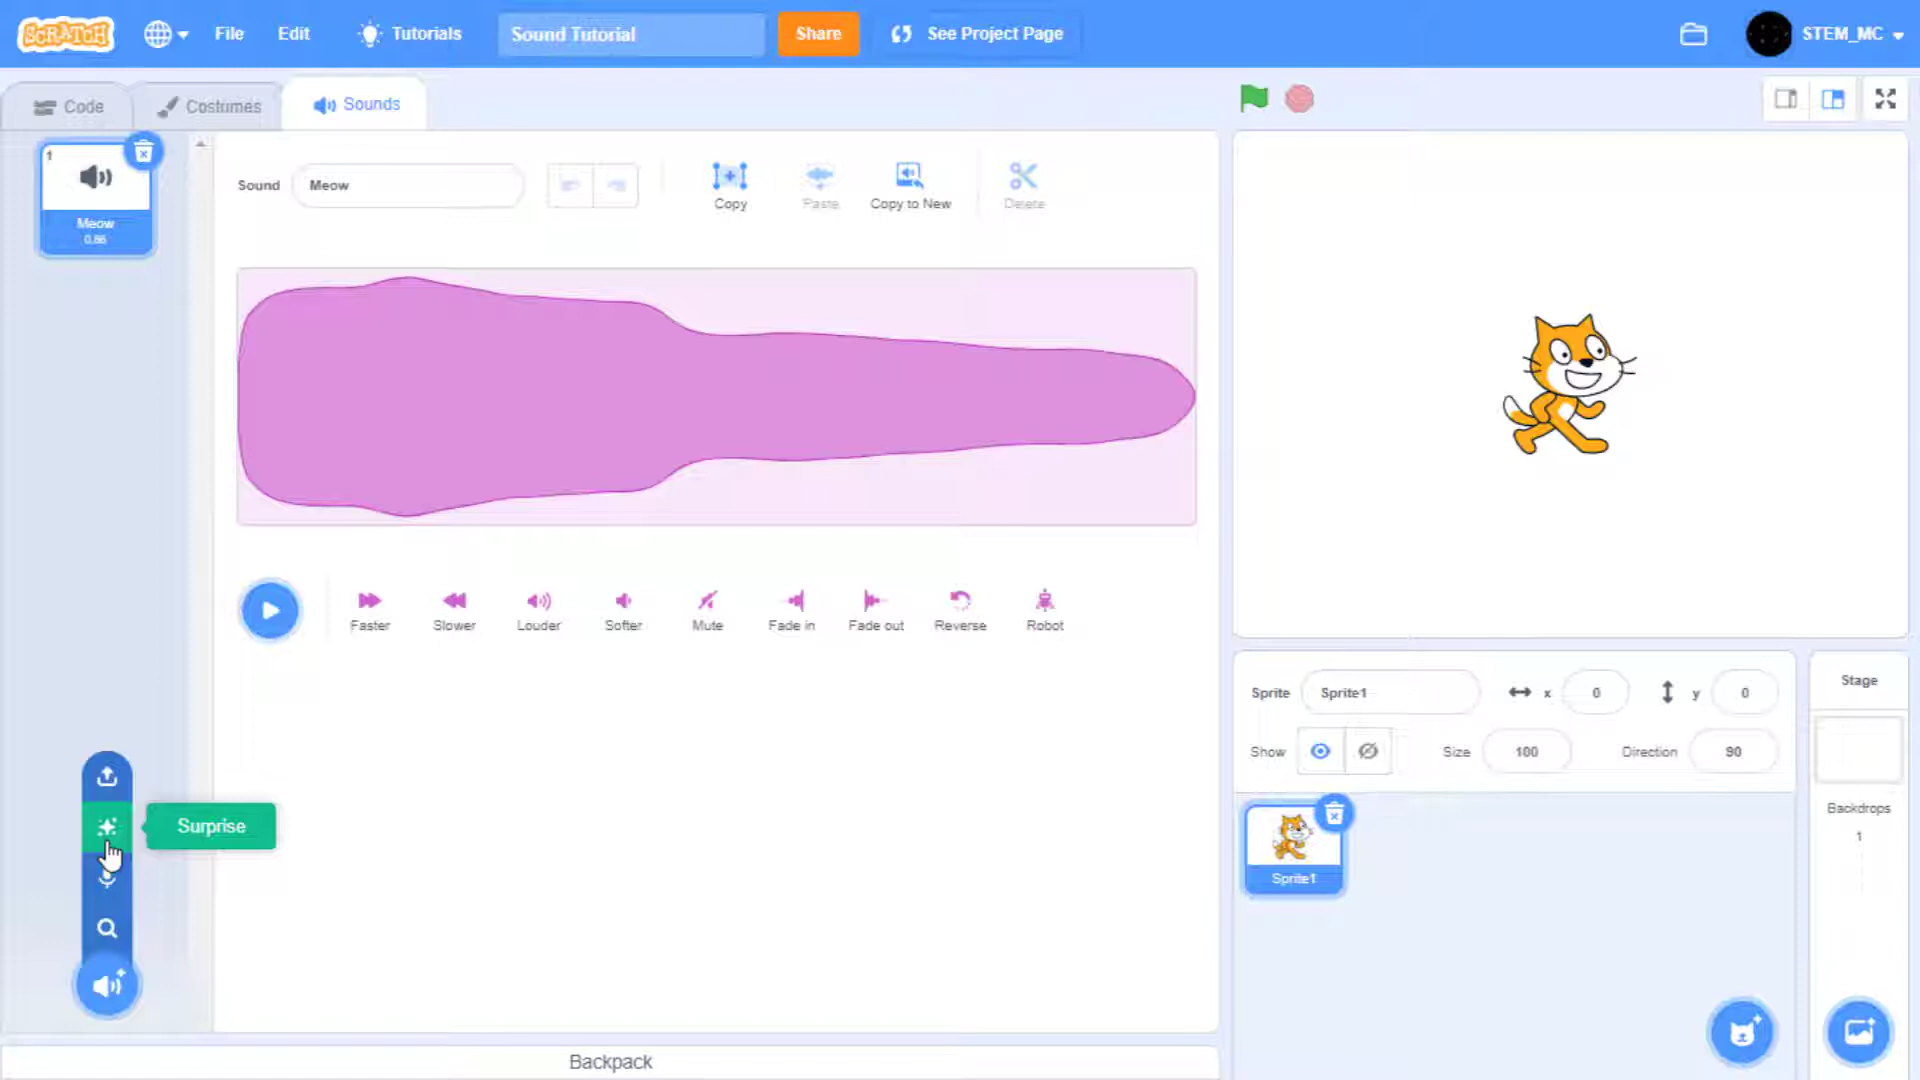 SCRATCH File Edit Tutorials Sound Tutorial Share See Project Page STEM_MC
Code Costumes Sounds
1
Meow
0.86
Sound Meow Copy Paste Copy to New Delete
Faster Slower Louder Softer Mute Fade in Fade out Reverse Robot
Surprise
Sprite Sprite1 x 0 y 0
Show Size 100 Direction 90
Sprite1
Stage
Backdrops
1
Backpack